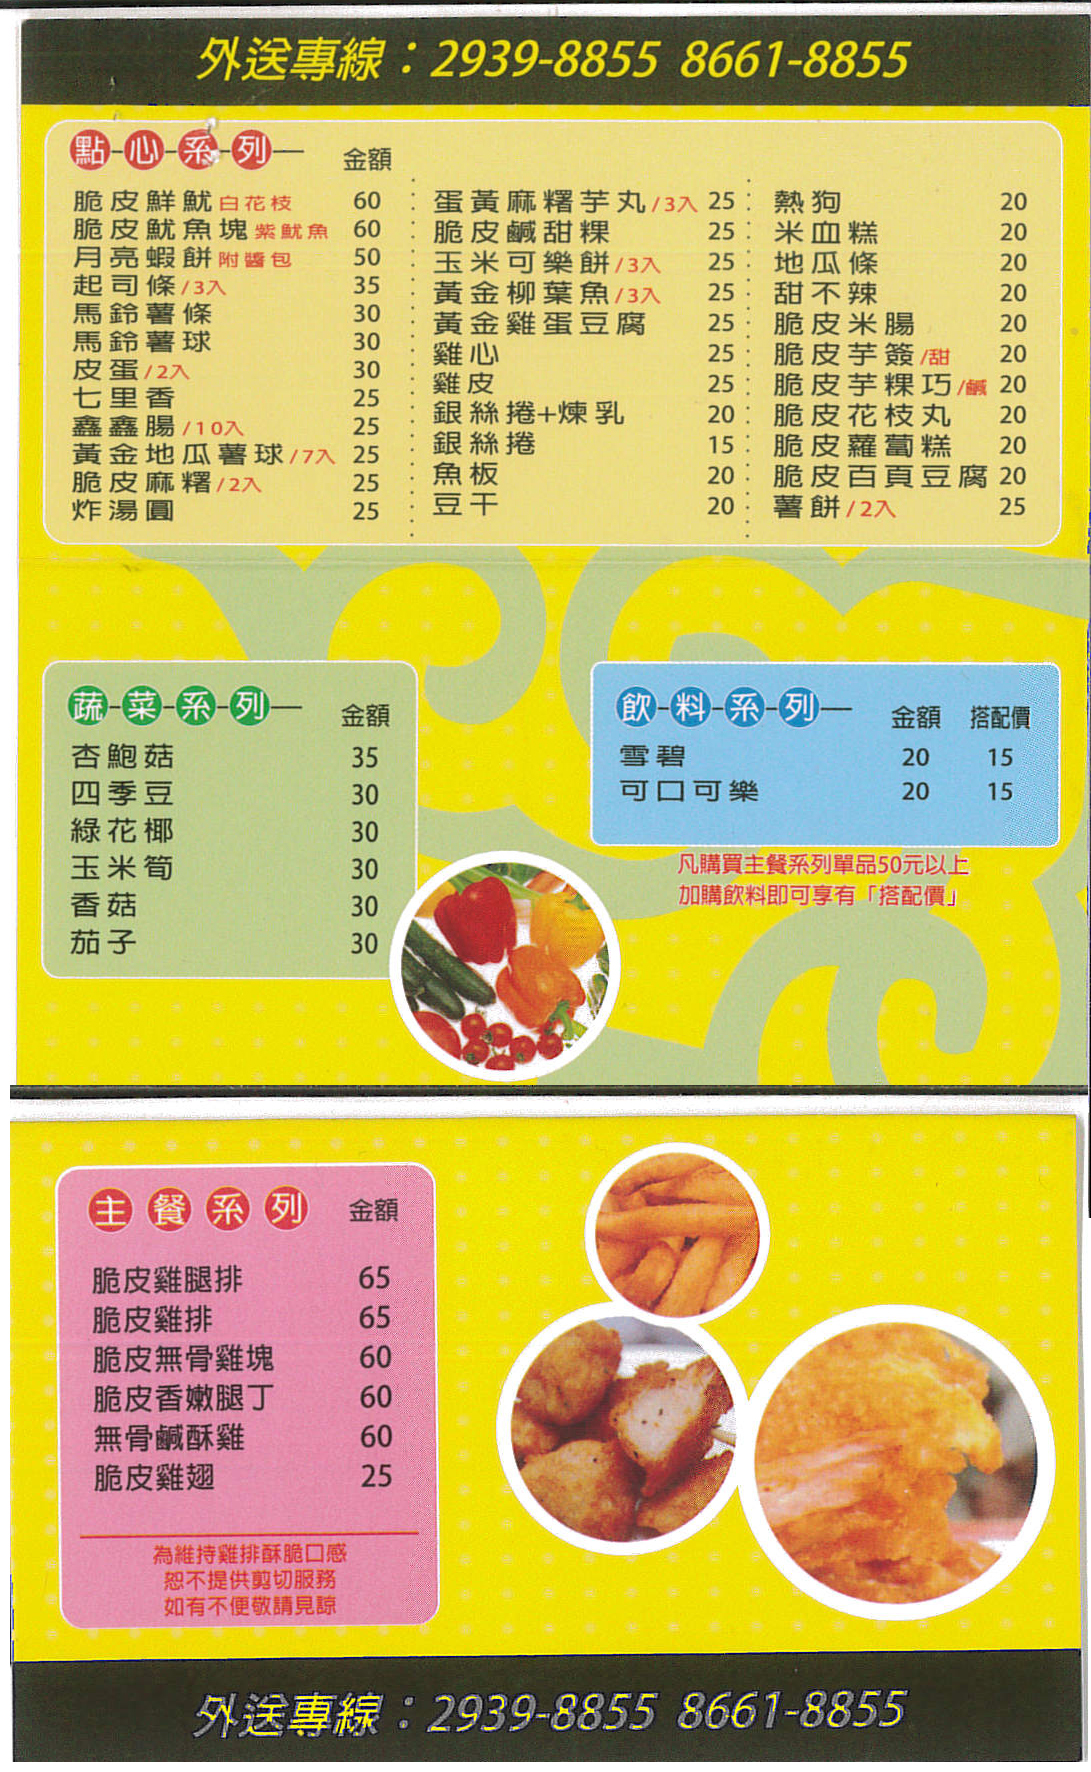 外送專線：2939-8855 8661-8855
點-心-系-列 金額
脆皮鮮魷 白花枝 60
脆皮魷魚塊 紫魷魚 60
月亮蝦餅 附醬包 50
起司條/3入 35
馬鈴薯條 30
馬鈴薯球 30
皮蛋/2入 30
七里香 25
鑫鑫腸/10入 25
黃金地瓜薯球/7入 25
脆皮麻糬/2入 25
炸湯圓 25
蛋黃麻糬芋丸/3入 25
脆皮鹹甜粿 25
玉米可樂餅/3入 25
黃金柳葉魚/3入 25
黃金雞蛋豆腐 25
雞心 25
雞皮 25
銀絲捲+煉乳 20
銀絲捲 15
魚板 20
豆干 20
熱狗 20
米血糕 20
地瓜條 20
甜不辣 20
脆皮米腸 20
脆皮芋簽/甜 20
脆皮芋粿巧/鹹 20
脆皮花枝丸 20
脆皮蘿蔔糕 20
脆皮百頁豆腐 20
薯餅/2入 25
蔬-菜-系-列 金額
杏鮑菇 35
四季豆 30
綠花椰 30
玉米筍 30
香菇 30
茄子 30
飲-料-系-列 金額 搭配價
雪碧 20 15
可口可樂 20 15
凡購買主餐系列單品50元以上
加購飲料即可享有「搭配價」
主餐系列 金額
脆皮雞腿排 65
脆皮雞排 65
脆皮無骨雞塊 60
脆皮香嫩腿丁 60
無骨鹹酥雞 60
脆皮雞翅 25
為維持雞排酥脆口感
恕不提供剪切服務
如有不便敬請見諒
外送專線：2939-8855 8661-8855